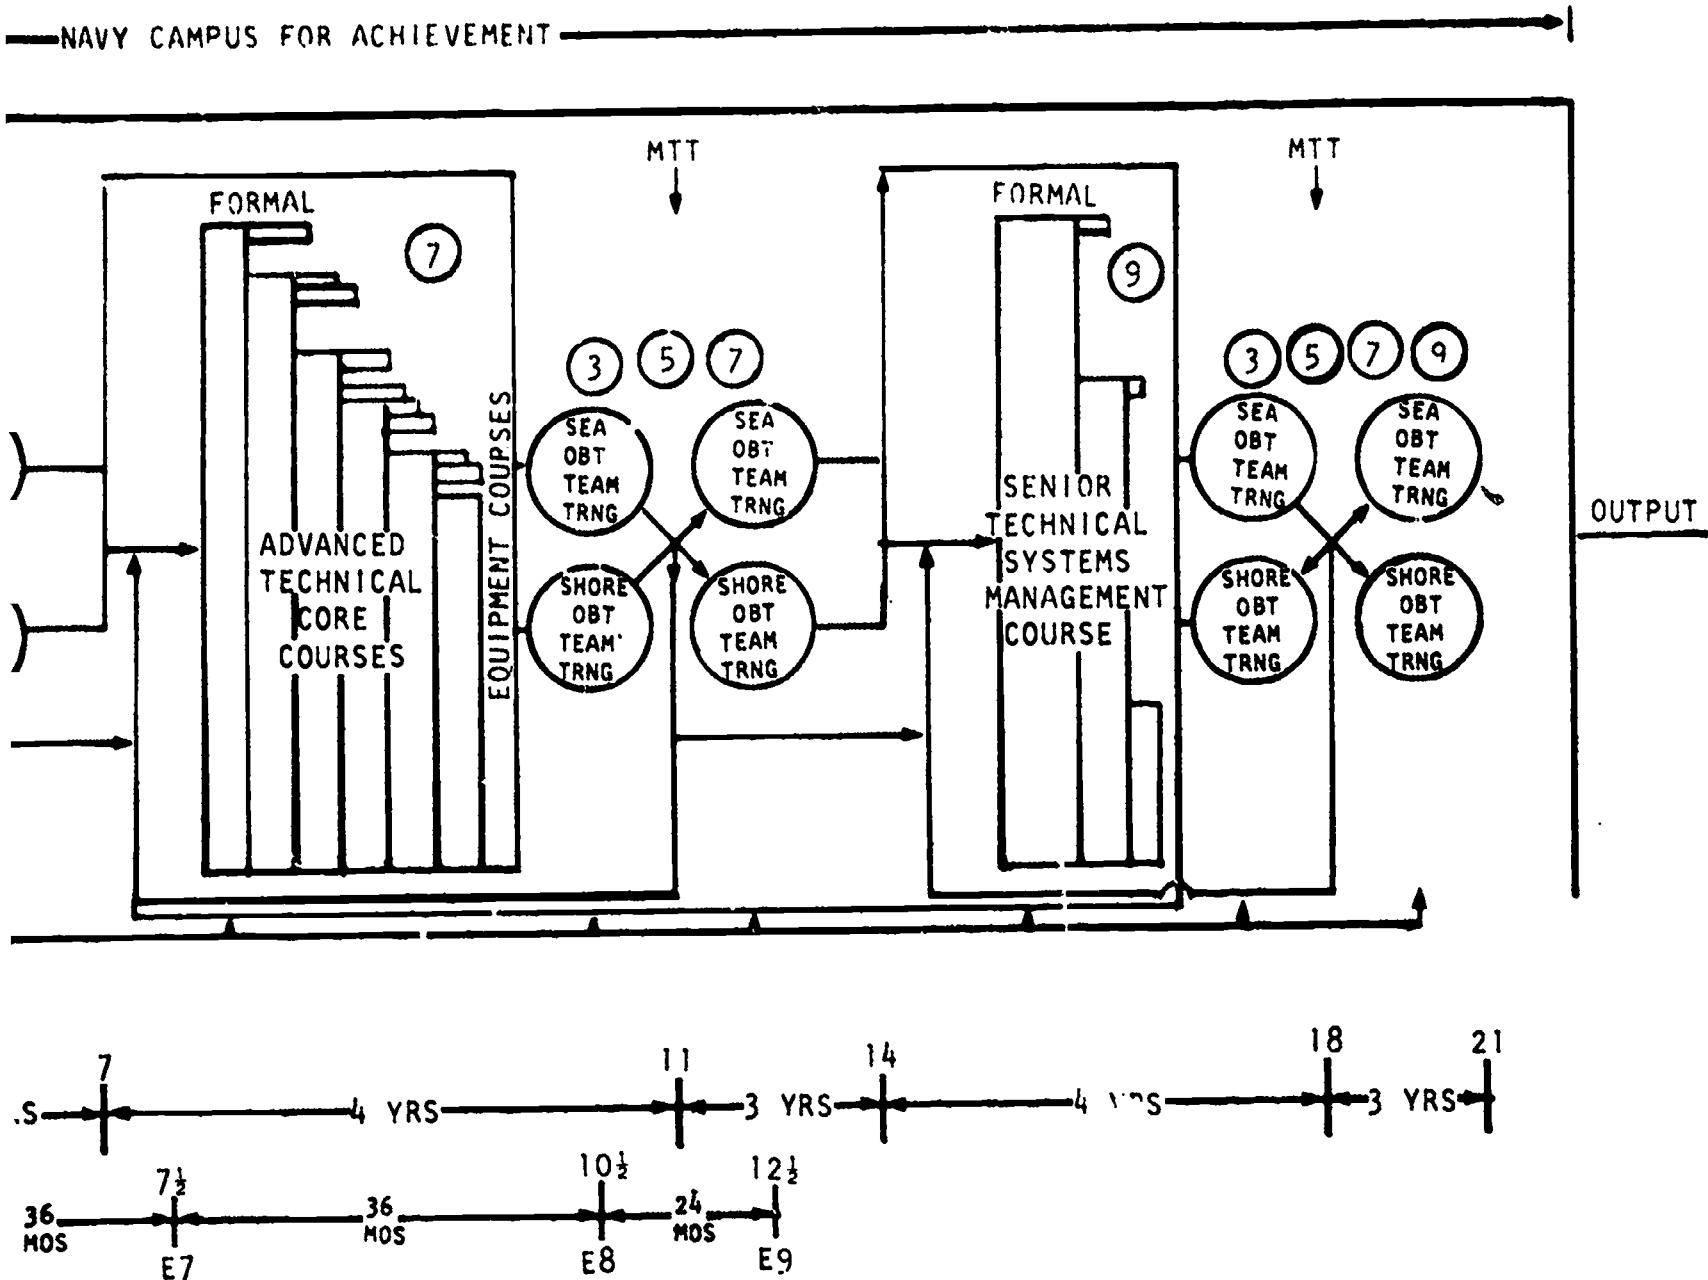 NAVY CAMPUS FOR ACHIEVEMENT
MTT
MTT
FORMAL
FORMAL
7
9
3 5 7
3 5 7 9
SEA
OBT
TEAM
TRNG
SEA
OBT
TEAM
TRNG
SEA
OBT
TEAM
TRNG
SEA
OBT
TEAM
TRNG
EQUIPMENT COUPSES
ADVANCED
TECHNICAL
CORE
COURSES
SENIOR
TECHNICAL
SYSTEMS
MANAGEMENT
COURSE
OUTPUT
SHORE
OBT
TEAM
TRNG
SHORE
OBT
TEAM
TRNG
SHORE
OBT
TEAM
TRNG
SHORE
OBT
TEAM
TRNG
7 11 14 18 21
.S 4 YRS 3 YRS 4 3 YRS
7½ 10½ 12½
36 MOS 36 MOS 24 MOS
E7 E8 E9